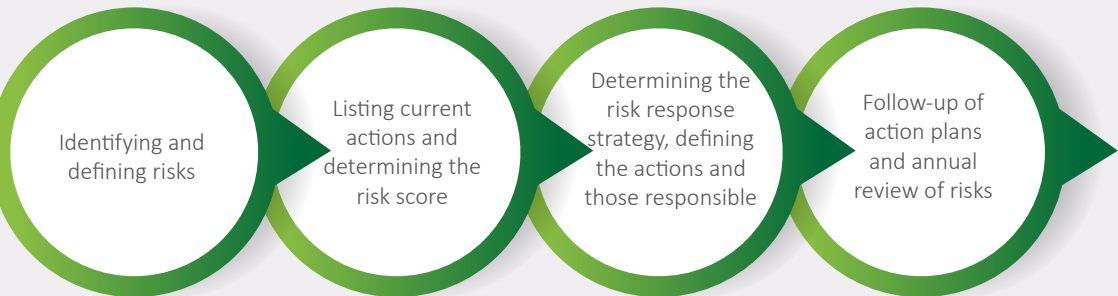 Identifying and
defining risks
Listing current
actions and
determining the
risk score
Determining the
risk response
strategy, defining
the actions and
those responsible
Follow-up of
action plans
and annual
review of risks